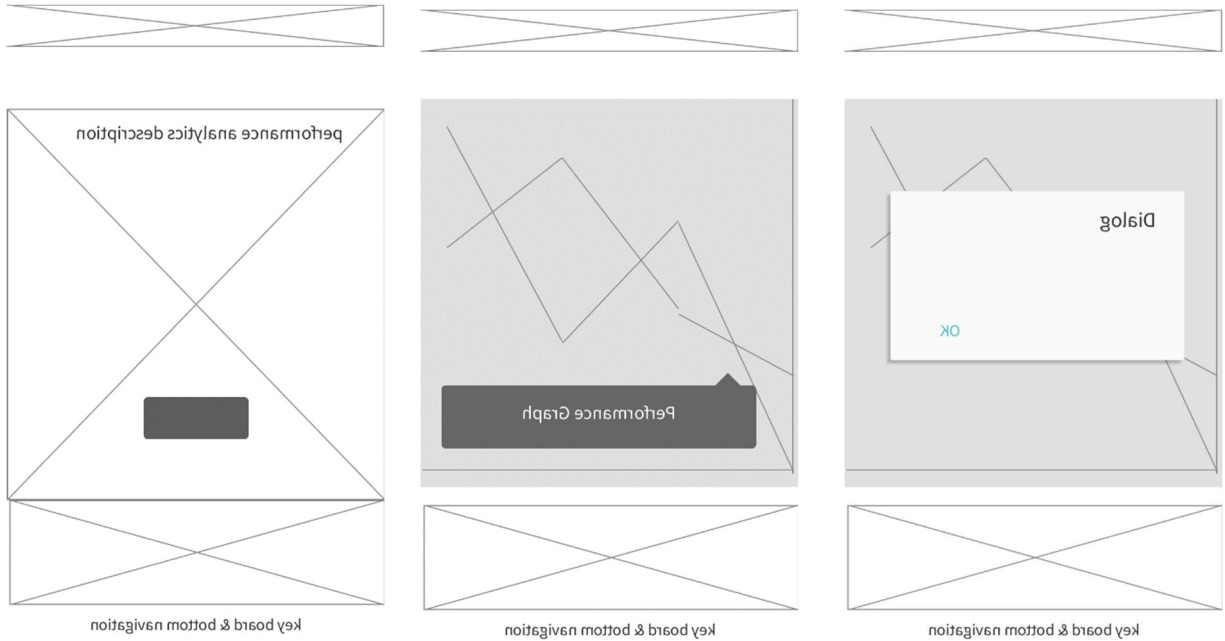 performance analytics description
key board & bottom navigation
Performance Graph
key board & bottom navigation
Dialog
OK
key board & bottom navigation